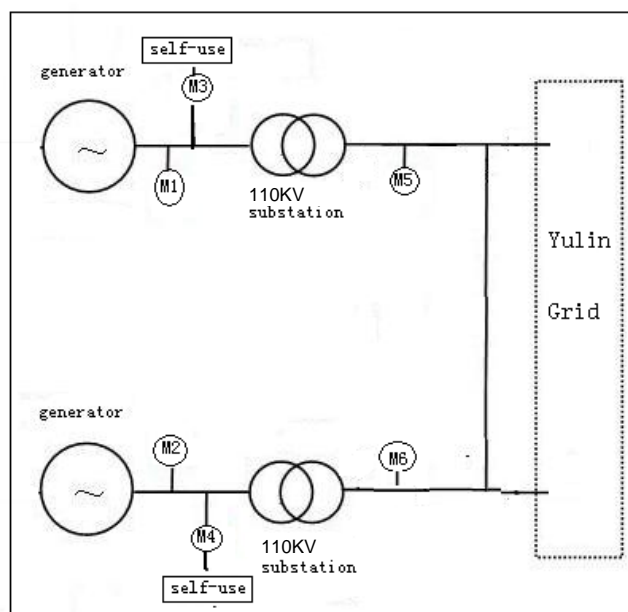 self-use
generator
M3
~
M1
110KV
substation
M5
Yulin
Grid
generator
M2
M6
~
M4
110KV
substation
self-use